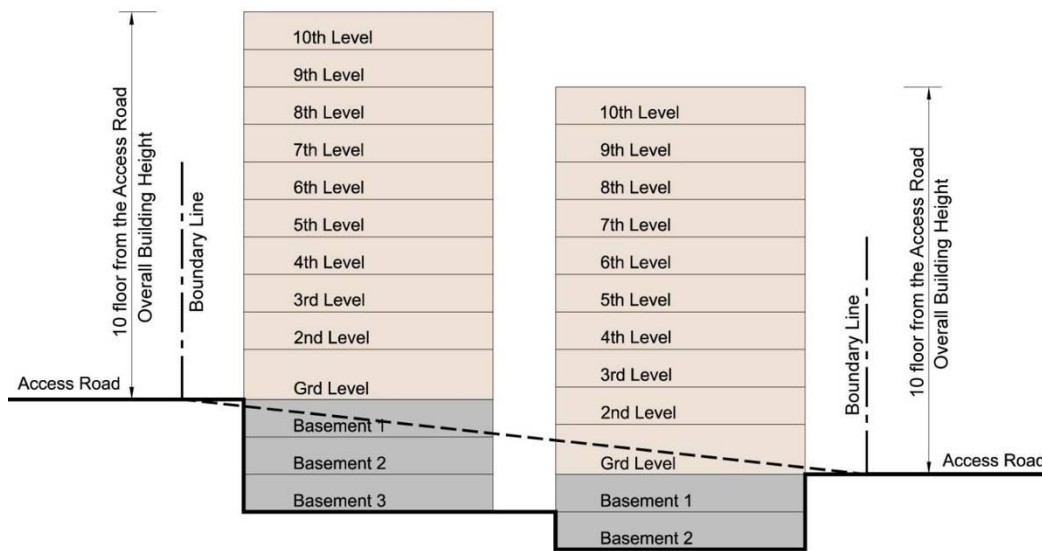 10 floor from the Access Road
Overall Building Height
Boundary Line
Access Road
10th Level
9th Level
8th Level
7th Level
6th Level
5th Level
4th Level
3rd Level
2nd Level
Grd Level
Basement 1
Basement 2
Basement 3
10th Level
9th Level
8th Level
7th Level
6th Level
5th Level
4th Level
3rd Level
2nd Level
Grd Level
Basement 1
Basement 2
Boundary Line
10 floor from the Access Road
Overall Building Height
Access Road